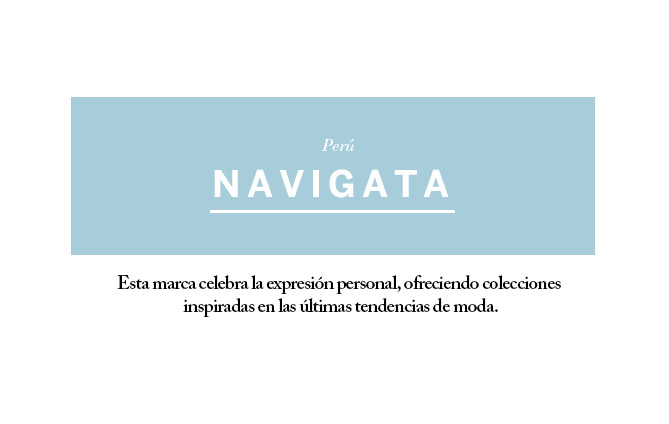 Perú
NAVIGATA
Esta marca celebra la expresión personal, ofreciendo colecciones
inspiradas en las últimas tendencias de moda.